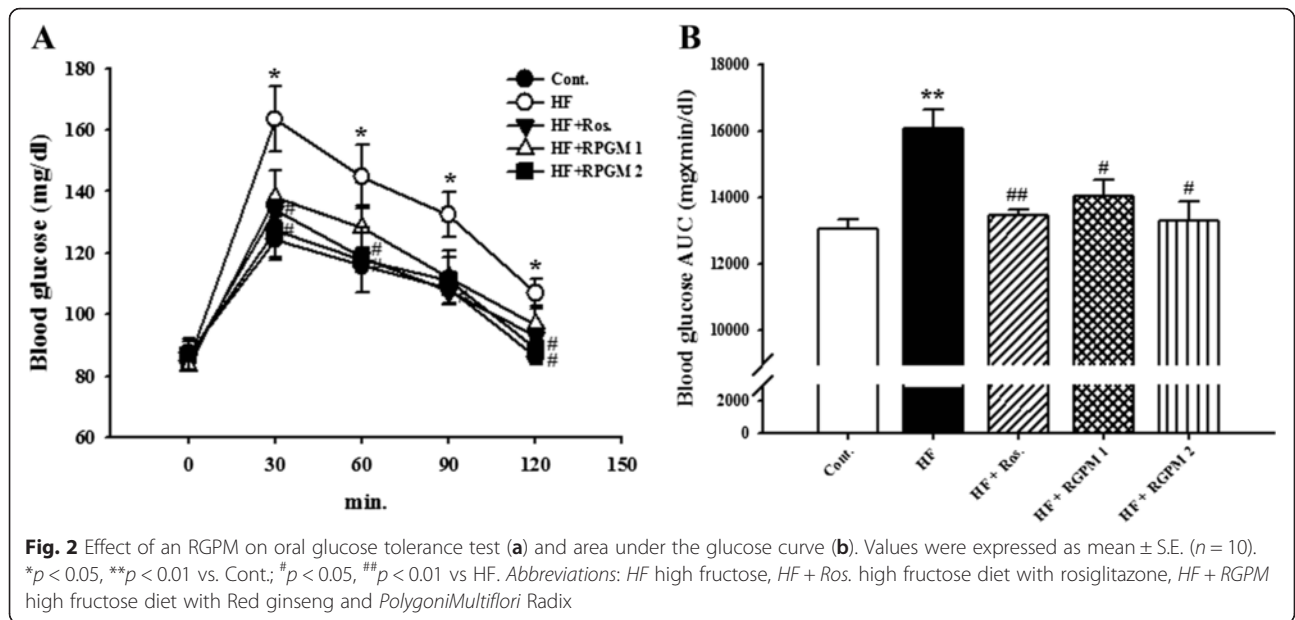 A
180
160
140
120
100
80
60
Blood glucose (mg/dl)
*
*
*
*
#
#
#
#
#
Cont.
HF
HF+Ros.
HF+RPGM 1
HF+RPGM 2
0
30
60
90
120
150
min.
B
18000
16000
14000
12000
10000
2000
0
Blood glucose AUC (mg×min/dl)
**
##
#
#
Cont.
HF
HF + Ros.
HF + RGPM 1
HF + RGPM 2
Fig. 2 Effect of an RGPM on oral glucose tolerance test (a) and area under the glucose curve (b). Values were expressed as mean ± S.E. (n = 10).
*p < 0.05, **p < 0.01 vs. Cont.; #p < 0.05, ##p < 0.01 vs HF. Abbreviations: HF high fructose, HF + Ros. high fructose diet with rosiglitazone, HF + RGPM
high fructose diet with Red ginseng and PolygoniMultiflori Radix